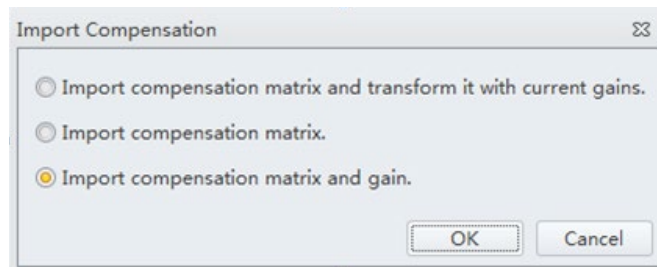 Import Compensation
Import compensation matrix and transform it with current gains.
Import compensation matrix.
Import compensation matrix and gain.
OK
Cancel